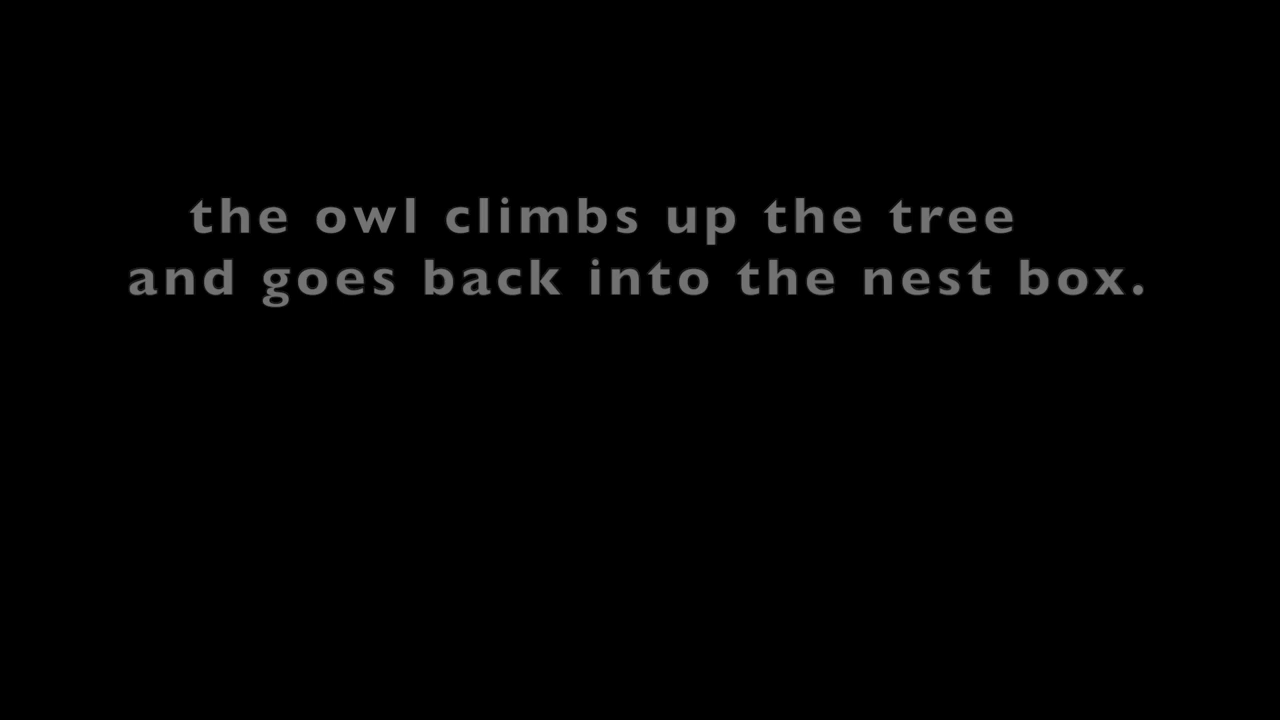 the owl climbs up the tree
and goes back into the nest box.